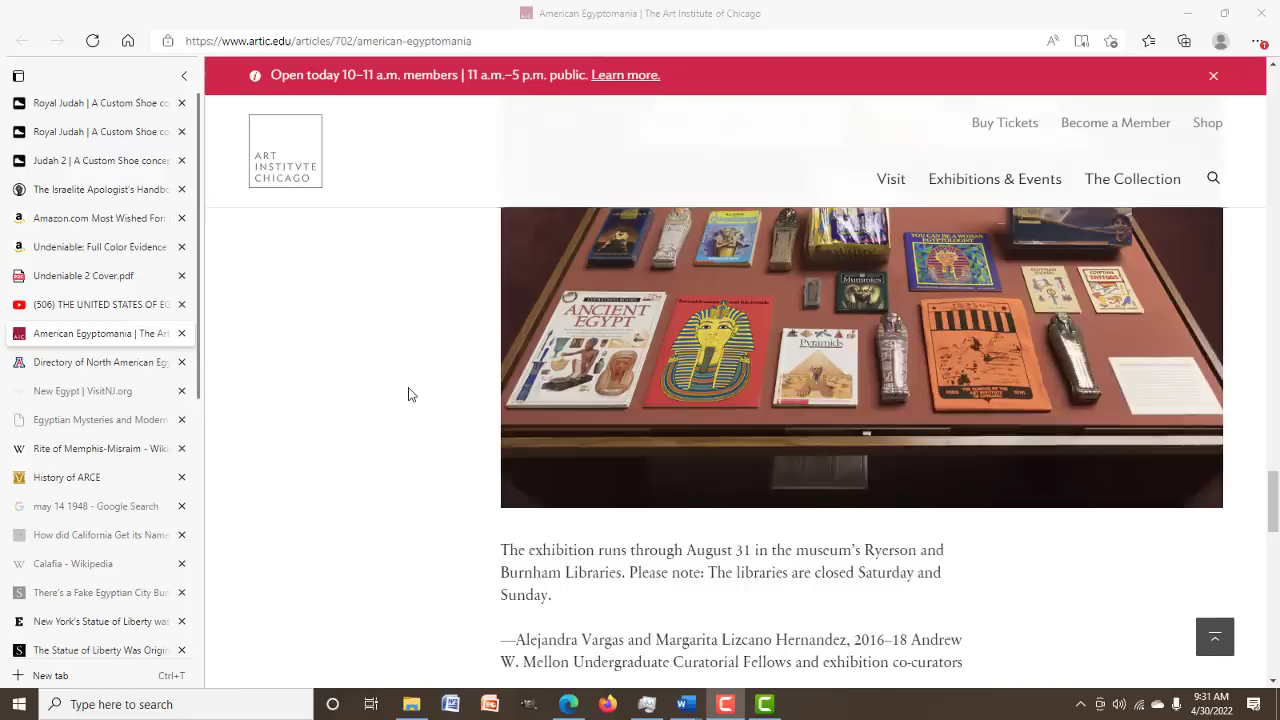 American Egyptomania | The Art Institute of Chicago
https://www.artic.edu/articles/702/american-egyptomania
Royal Judah | A Custom Shoe co
Royal Judah | A Custom Shoe co
Judah 2 | A Custom Shoe concep
The Israelite Apologist's Handbo
Amazon.com Most Wished For:
Undeniable: Full Color Evidence
Undeniable 2 Cover.pdf
(506) THE UNITED STATES OF EG
American Egyptomania | The Art
Directory of North American Eg
New Egypt | VisitNJ.org
Egyptian Mysteries and Modern
Rite of Memphis-Misraim - Wiki
History of ARCE
may 14 1948 - Google Search
How did California Get its Name
Calafia - Wikipedia
There's a Fake Egyptian City Bur
New York's Statue of Liberty was
The Statue of Liberty Was Origin
New tab
Ctrl+T
Open today 10–11 a.m. members | 11 a.m.–5 p.m. public. Learn more.
ART
INSTITVTE
CHICAGO
Buy Tickets
Become a Member
Shop
Visit
Exhibitions & Events
The Collection
YOU CAN BE A WOMAN
EGYPTOLOGIST
Mummies
EGYPTIAN
TATTOOS
ANCIENT
EGYPT
Pyramids
The exhibition runs through August 31 in the museum's Ryerson and
Burnham Libraries. Please note: The libraries are closed Saturday and
Sunday.
—Alejandra Vargas and Margarita Lizcano Hernandez, 2016–18 Andrew
W. Mellon Undergraduate Curatorial Fellows and exhibition co-curators
Type here to search
9:31 AM
4/30/2022